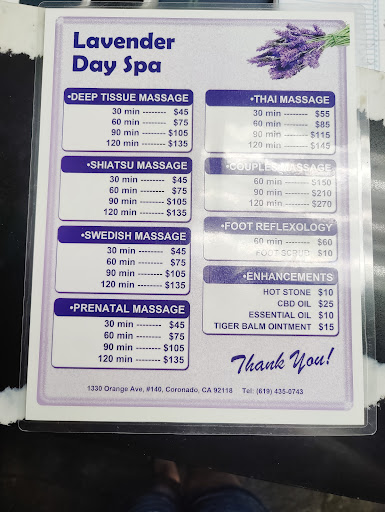 Lavender
Day Spa
•DEEP TISSUE MASSAGE
30 min -------- $45
60 min -------- $75
90 min -------- $105
120 min -------- $135
•SHIATSU MASSAGE
30 min -------- $45
60 min -------- $75
90 min -------- $105
120 min -------- $135
•SWEDISH MASSAGE
30 min -------- $45
60 min -------- $75
90 min -------- $105
120 min -------- $135
•PRENATAL MASSAGE
30 min -------- $45
60 min -------- $75
90 min -------- $105
120 min -------- $135
•THAI MASSAGE
30 min -------- $55
60 min -------- $85
90 min -------- $115
120 min -------- $145
•COUPLES MASSAGE
60 min -------- $150
90 min -------- $210
120 min -------- $270
•FOOT REFLEXOLOGY
60 min -------- $60
FOOT SCRUB $10
•ENHANCEMENTS
HOT STONE $10
CBD OIL $25
ESSENTIAL OIL $10
TIGER BALM OINTMENT $15
Thank You!
1330 Orange Ave, #140, Coronado, CA 92118 Tel: (619) 435-0743